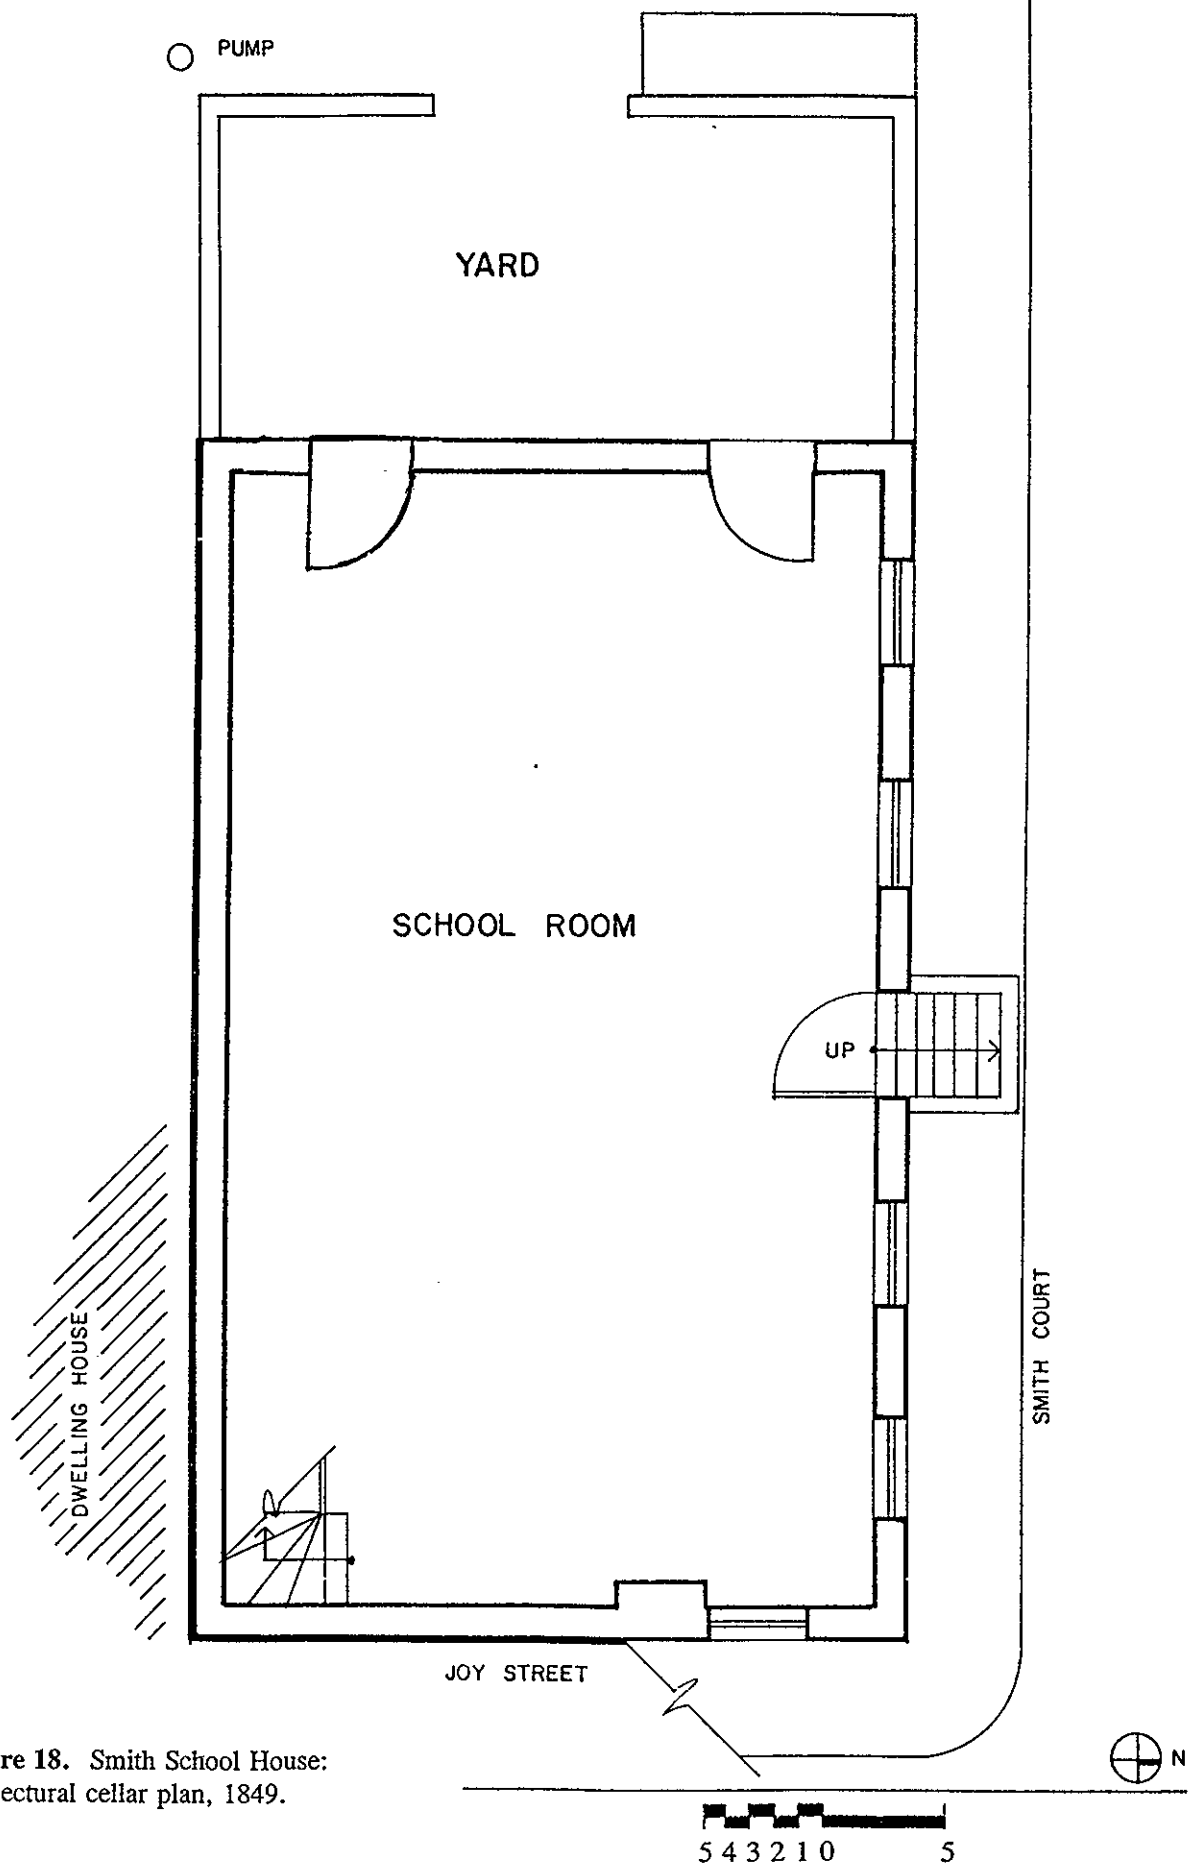 PUMP
YARD
SCHOOL ROOM
UP
DWELLING HOUSE
SMITH COURT
JOY STREET
re 18. Smith School House:
ectural cellar plan, 1849.
N
5 4 3 2 1 0 5